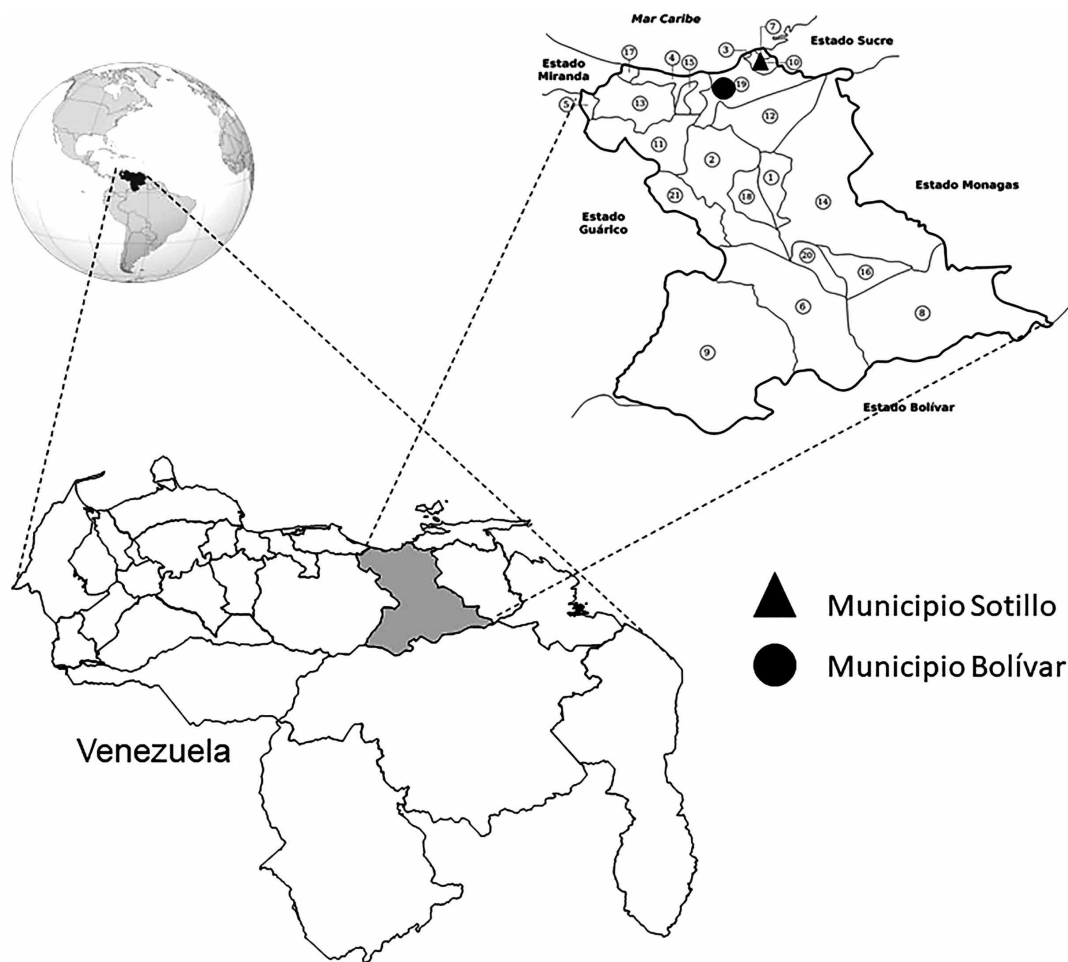 Mar Caribe
7
Estado Sucre
3
4
15
17
Estado
Miranda
10
19
5
13
12
11
2
1
Estado Monagas
21
18
14
Estado
Guárico
20
16
6
8
9
Estado Bolívar
Municipio Sotillo
Municipio Bolívar
Venezuela